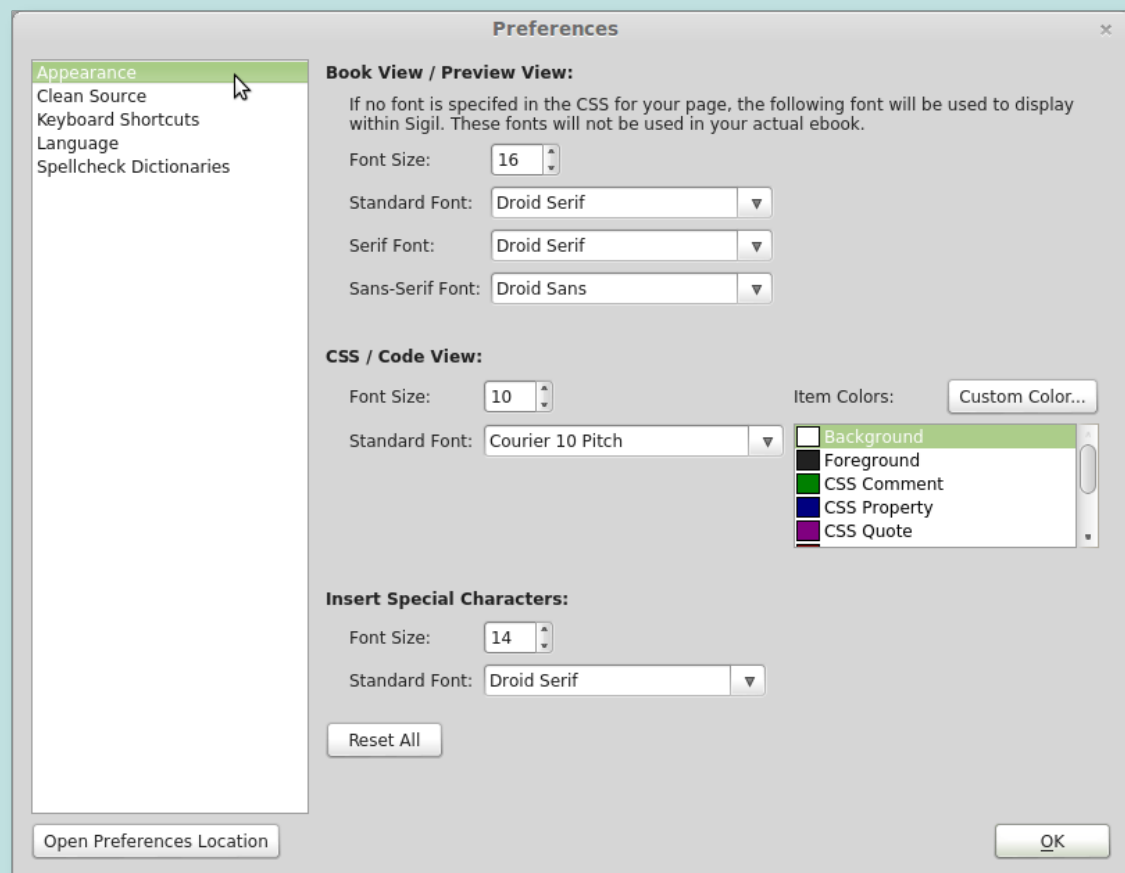 Preferences
Appearance
Clean Source
Keyboard Shortcuts
Language
Spellcheck Dictionaries
Open Preferences Location
Book View / Preview View:
If no font is specifed in the CSS for your page, the following font will be used to display
within Sigil. These fonts will not be used in your actual ebook.
Font Size: 16
Standard Font: Droid Serif
Serif Font: Droid Serif
Sans-Serif Font: Droid Sans
CSS / Code View:
Font Size: 10
Standard Font: Courier 10 Pitch
Item Colors: Custom Color...
Background
Foreground
CSS Comment
CSS Property
CSS Quote
Insert Special Characters:
Font Size: 14
Standard Font: Droid Serif
Reset All
OK